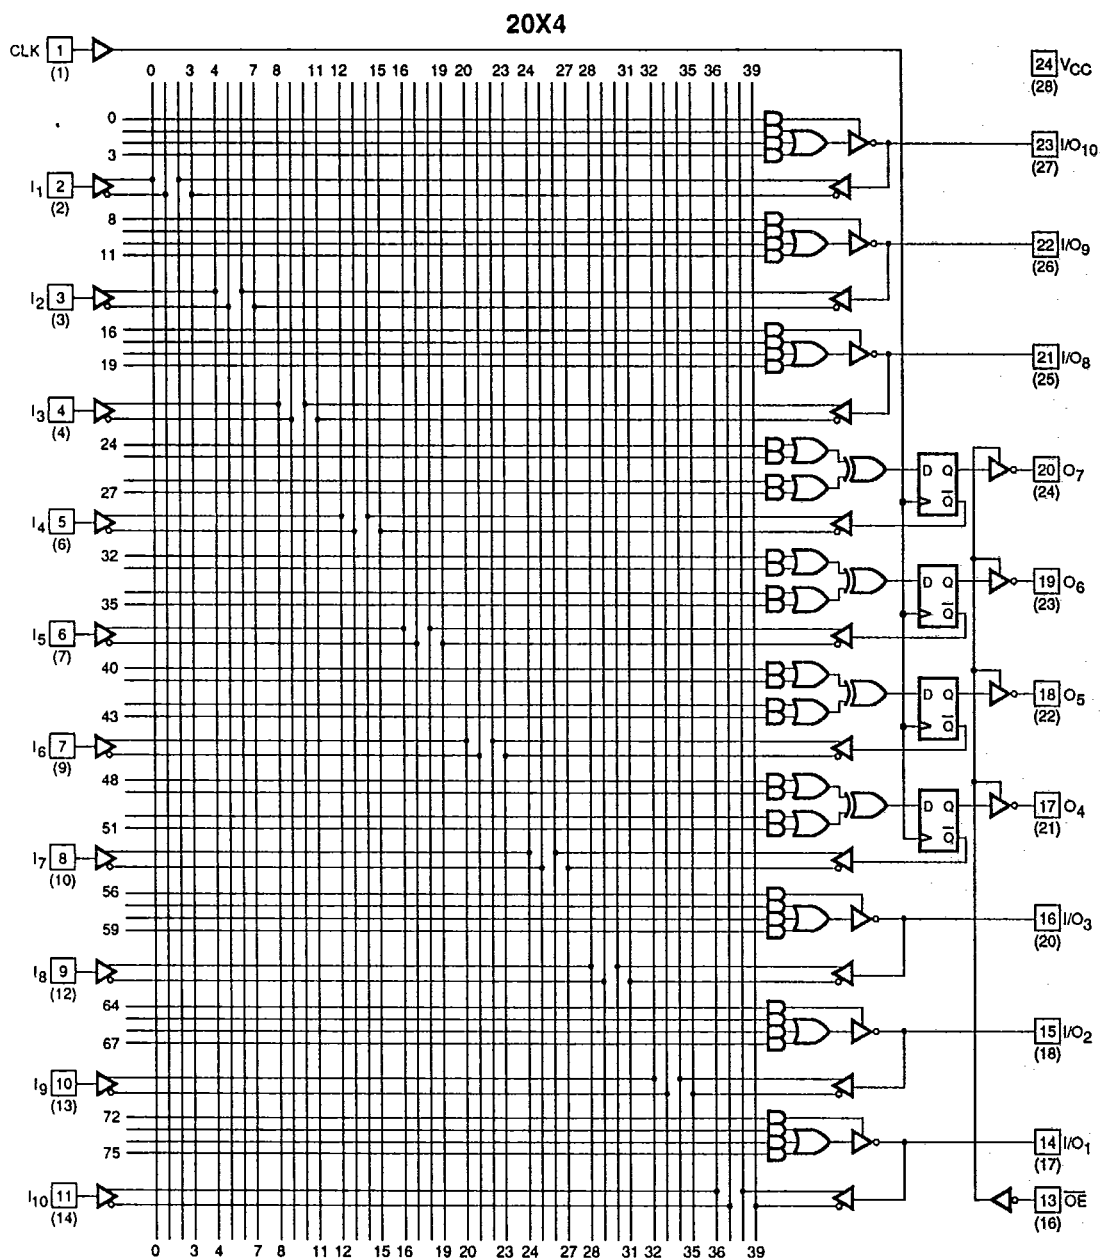 20X4
CLK 1 (1)
24 VCC (28)
0 3 4 7 8 11 12 15 16 19 20 23 24 27 28 31 32 35 36 39
0
3
23 I/O10 (27)
I1 2 (2)
8
11
22 I/O9 (26)
I2 3 (3)
16
19
21 I/O8 (25)
I3 4 (4)
24
27
D Q Q̅
20 O7 (24)
I4 5 (6)
32
35
D Q Q̅
19 O6 (23)
I5 6 (7)
40
43
D Q Q̅
18 O5 (22)
I6 7 (9)
48
51
D Q Q̅
17 O4 (21)
I7 8 (10)
56
59
16 I/O3 (20)
I8 9 (12)
64
67
15 I/O2 (18)
I9 10 (13)
72
75
14 I/O1 (17)
I10 11 (14)
13 O̅E̅ (16)
0 3 4 7 8 11 12 15 16 19 20 23 24 27 28 31 32 35 36 39